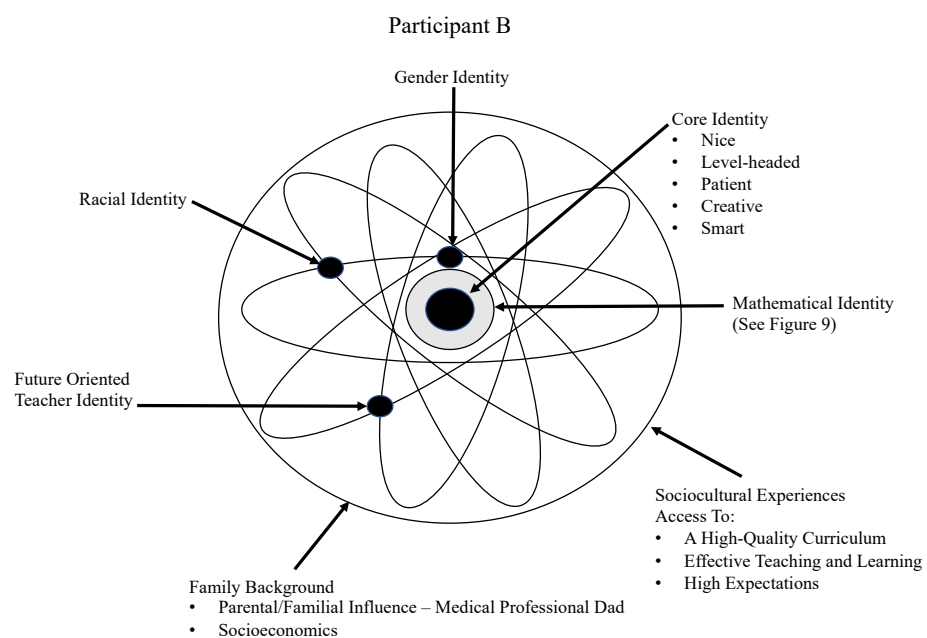 Participant B
Gender Identity
Core Identity
• Nice
• Level-headed
• Patient
• Creative
• Smart
Racial Identity
Mathematical Identity
(See Figure 9)
Future Oriented
Teacher Identity
Sociocultural Experiences
Access To:
• A High-Quality Curriculum
• Effective Teaching and Learning
• High Expectations
Family Background
• Parental/Familial Influence – Medical Professional Dad
• Socioeconomics